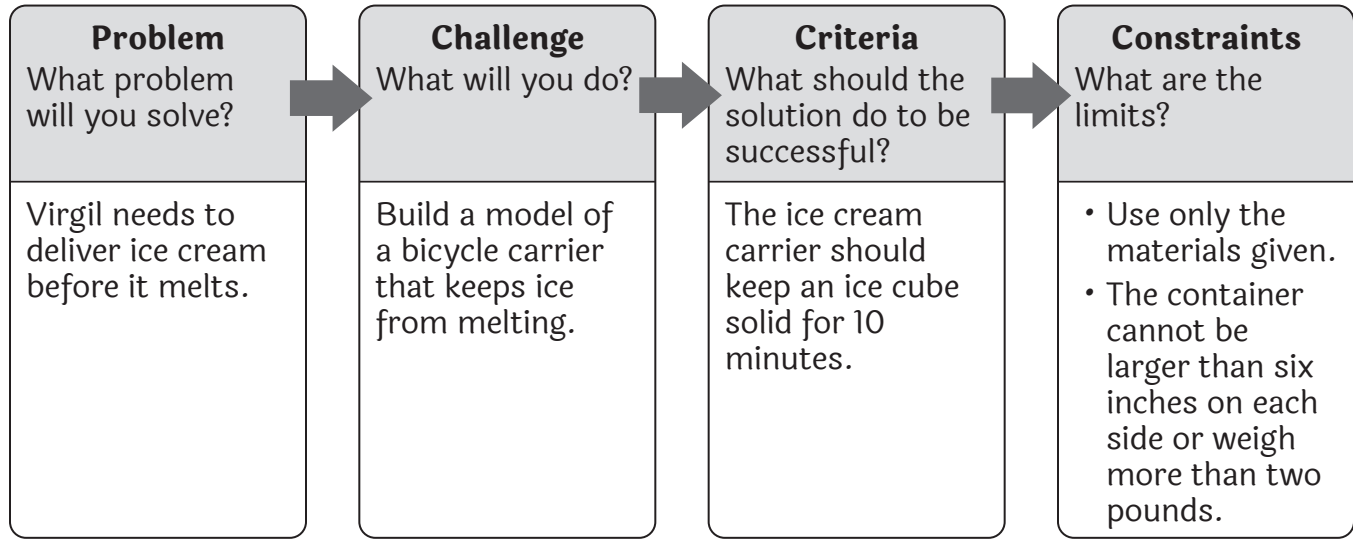 Problem
What problem
will you solve?
Virgil needs to
deliver ice cream
before it melts.
Challenge
What will you do?
Build a model of
a bicycle carrier
that keeps ice
from melting.
Criteria
What should the
solution do to be
successful?
The ice cream
carrier should
keep an ice cube
solid for 10
minutes.
Constraints
What are the
limits?
• Use only the
materials given.
• The container
cannot be
larger than six
inches on each
side or weigh
more than two
pounds.